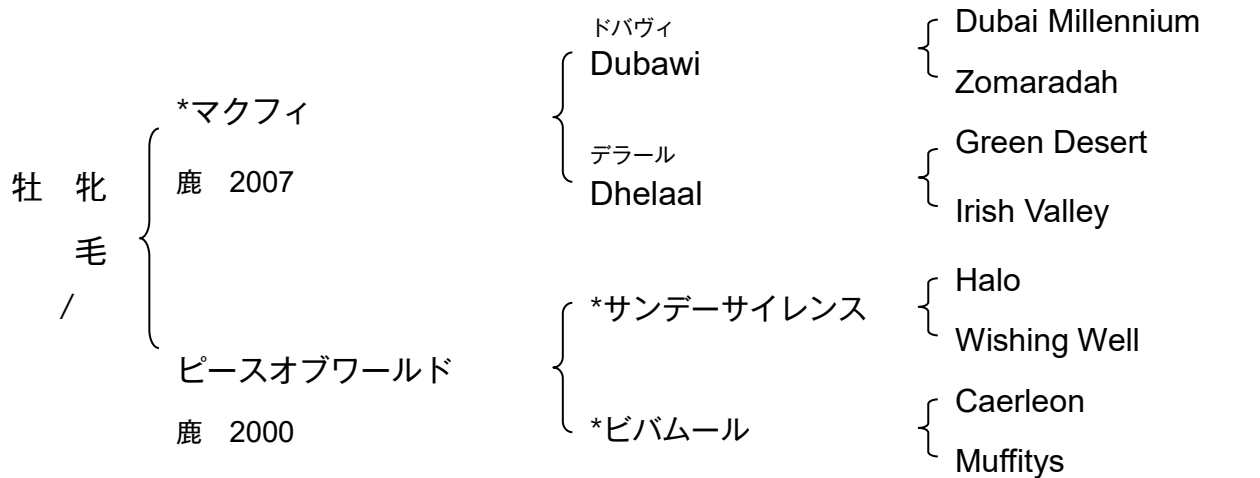 牡 牝
毛
/
*マクフィ
鹿 2007
ピースオブワールド
鹿 2000
ドバヴィ
Dubawi
デラール
Dhelaal
*サンデーサイレンス
*ビバムール
Dubai Millennium
Zomaradah
Green Desert
Irish Valley
Halo
Wishing Well
Caerleon
Muffitys